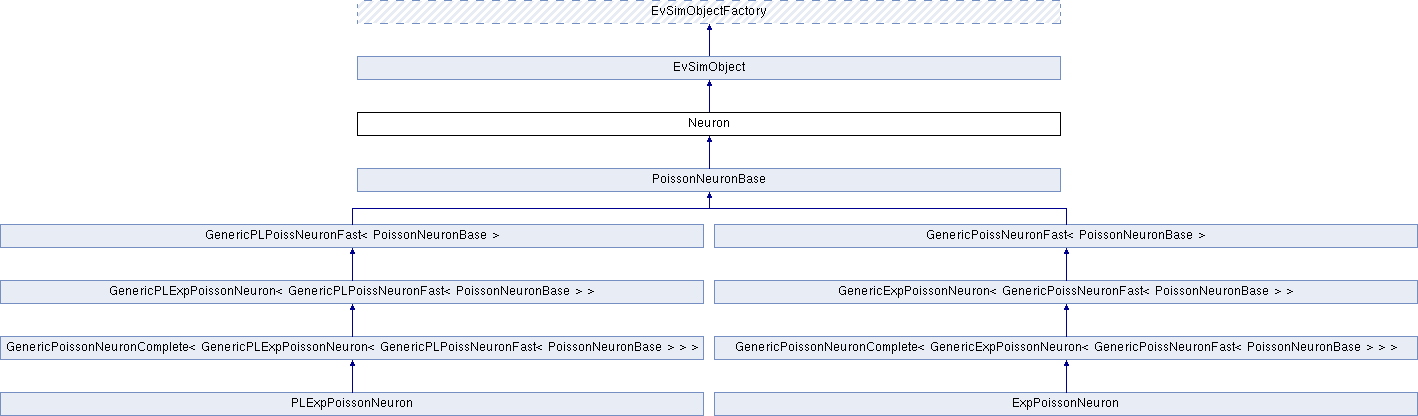 EvSimObjectFactory
EvSimObject
Neuron
PoissonNeuronBase
GenericPLPoissNeuronFast< PoissonNeuronBase >
GenericPoissNeuronFast< PoissonNeuronBase >
GenericPLExpPoissonNeuron< GenericPLPoissNeuronFast< PoissonNeuronBase > >
GenericExpPoissonNeuron< GenericPoissNeuronFast< PoissonNeuronBase > >
GenericPoissonNeuronComplete< GenericPLExpPoissonNeuron< GenericPLPoissNeuronFast< PoissonNeuronBase > > >
GenericPoissonNeuronComplete< GenericExpPoissonNeuron< GenericPoissNeuronFast< PoissonNeuronBase > > >
PLExpPoissonNeuron
ExpPoissonNeuron